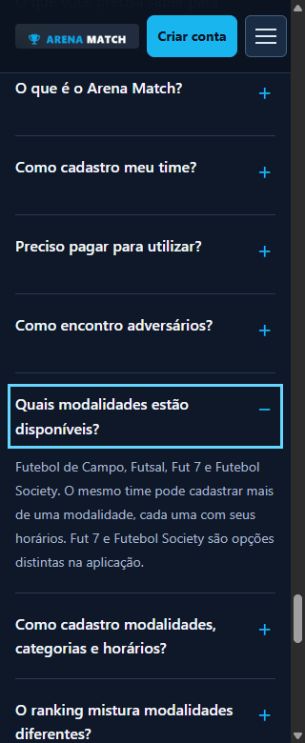 ARENA MATCH
Criar conta
O que é o Arena Match?
+
Como cadastro meu time?
+
Preciso pagar para utilizar?
+
Como encontro adversários?
+
Quais modalidades estão
disponíveis?
−
Futebol de Campo, Futsal, Fut 7 e Futebol
Society. O mesmo time pode cadastrar mais
de uma modalidade, cada uma com seus
horários. Fut 7 e Futebol Society são opções
distintas na aplicação.
Como cadastro modalidades,
categorias e horários?
+
O ranking mistura modalidades
diferentes?
+